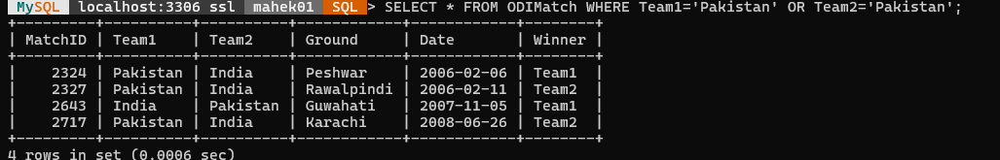 MySQL localhost:3306 ssl mahek01 SQL > SELECT * FROM ODIMatch WHERE Team1='Pakistan' OR Team2='Pakistan';
+---------+----------+----------+------------+------------+--------+
| MatchID | Team1    | Team2    | Ground     | Date       | Winner |
+---------+----------+----------+------------+------------+--------+
|    2324 | Pakistan | India    | Peshwar    | 2006-02-06 | Team1  |
|    2327 | Pakistan | India    | Rawalpindi | 2006-02-11 | Team2  |
|    2643 | India    | Pakistan | Guwahati   | 2007-11-05 | Team1  |
|    2717 | Pakistan | India    | Karachi    | 2008-06-26 | Team2  |
+---------+----------+----------+------------+------------+--------+
4 rows in set (0.0006 sec)